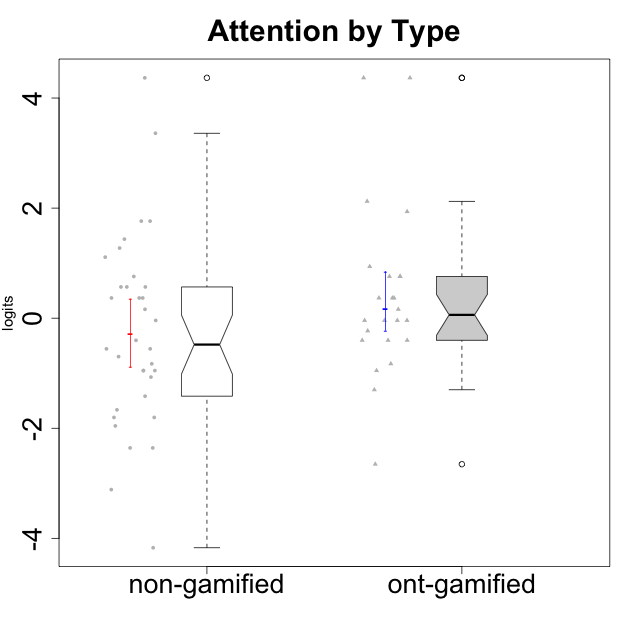 Attention by Type
logits
4
2
0
-2
-4
non-gamified
ont-gamified